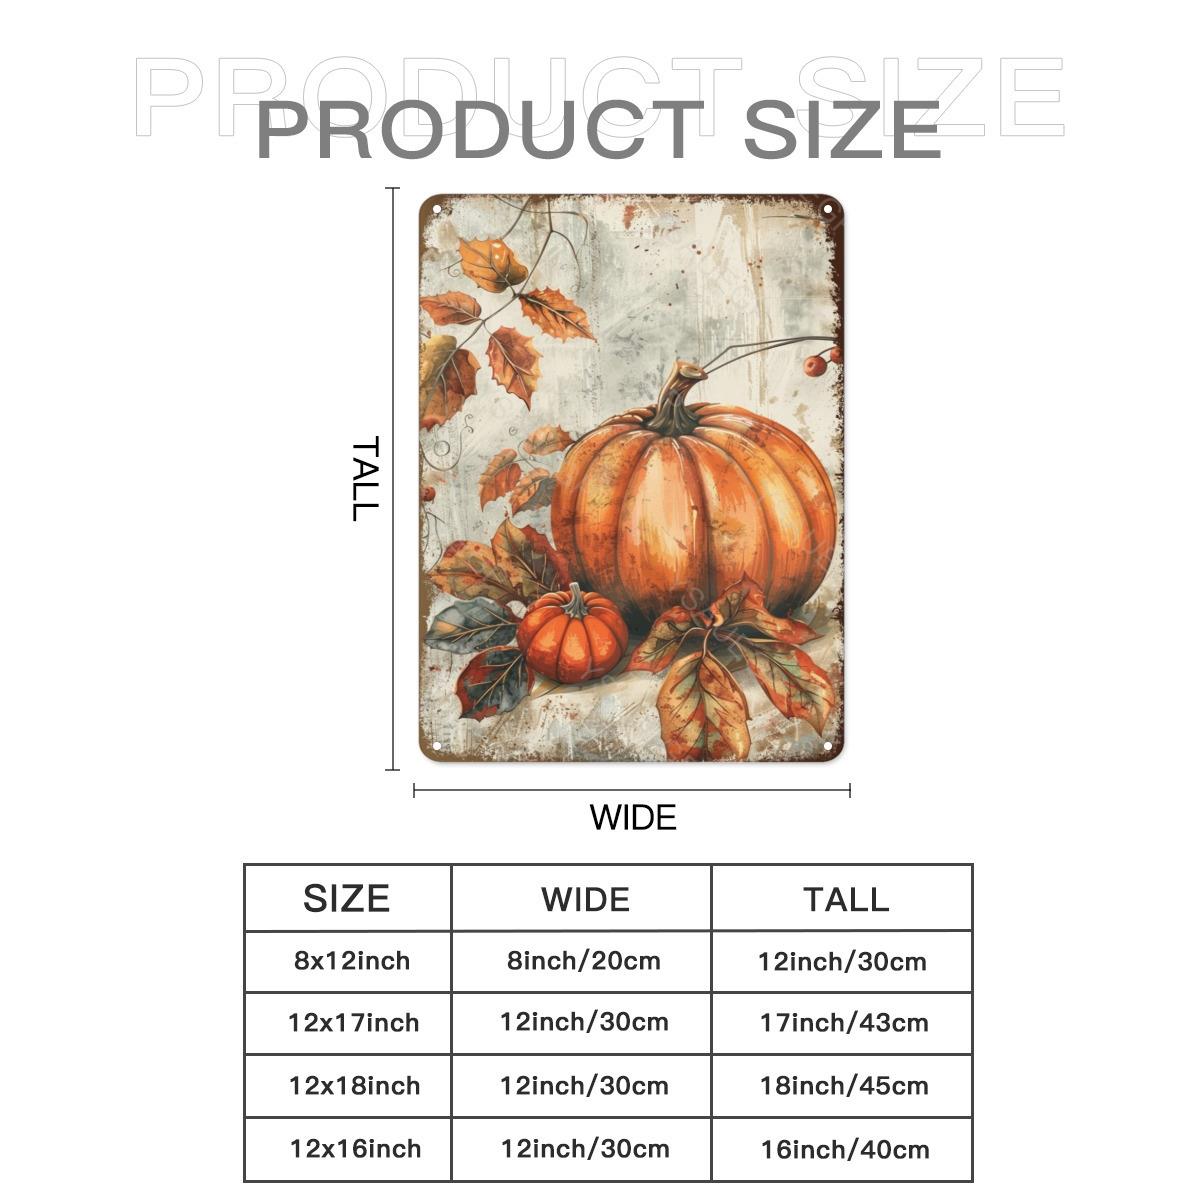 PRODUCT SIZE
PRODUCT SIZE
TALL
WIDE
SIZE WIDE TALL
8x12inch 8inch/20cm 12inch/30cm
12x17inch 12inch/30cm 17inch/43cm
12x18inch 12inch/30cm 18inch/45cm
12x16inch 12inch/30cm 16inch/40cm